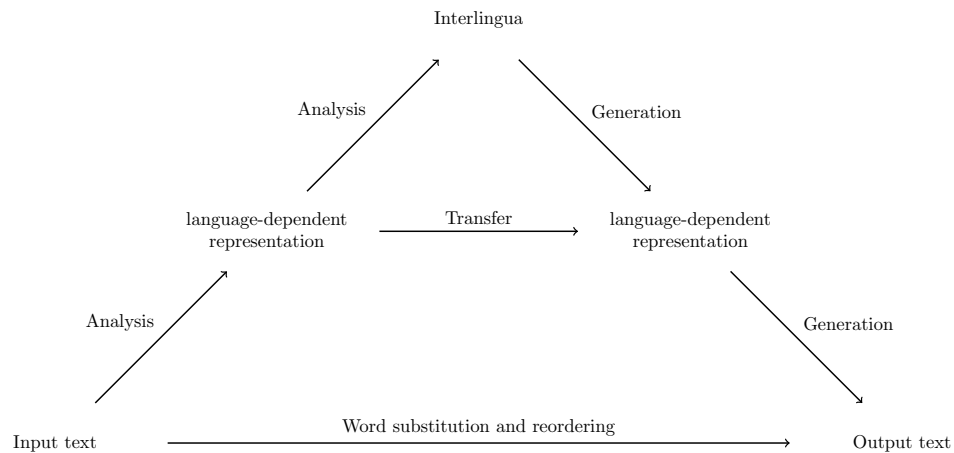 Interlingua
Analysis
Generation
language-dependent
representation
Transfer
language-dependent
representation
Analysis
Generation
Input text
Word substitution and reordering
Output text